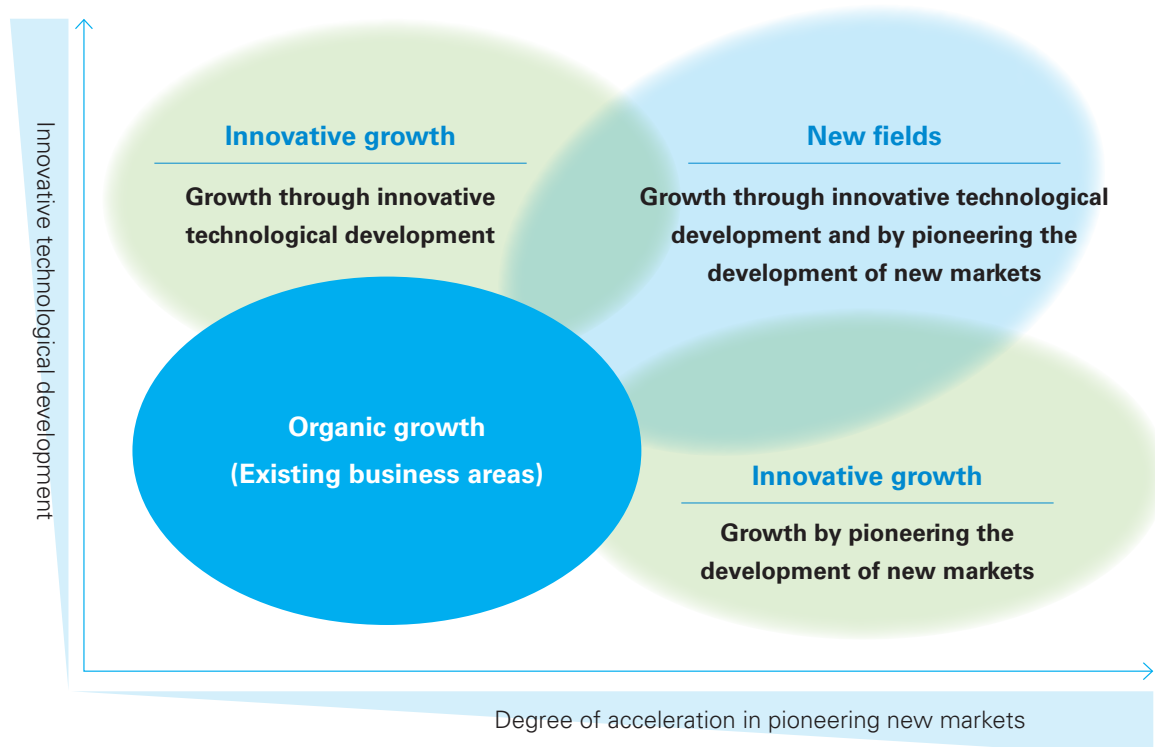 Innovative technological development
Innovative growth
Growth through innovative
technological development
New fields
Growth through innovative technological
development and by pioneering the
development of new markets
Organic growth
(Existing business areas)
Innovative growth
Growth by pioneering the
development of new markets
Degree of acceleration in pioneering new markets